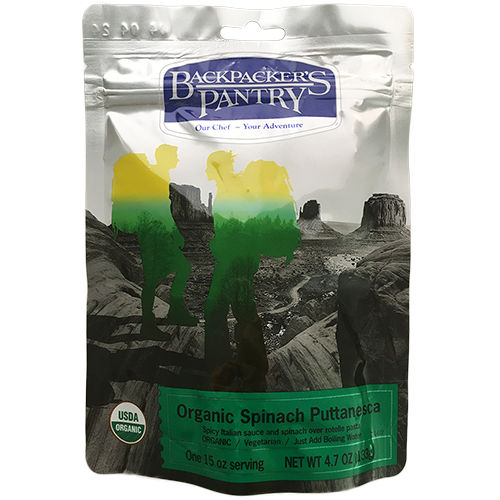 BACKPACKER'S
PANTRY
Our Chef ~ Your Adventure
USDA
ORGANIC
Organic Spinach Puttanesca
Spicy Italian sauce and spinach over rotelle pasta
ORGANIC / Vegetarian / Just Add Boiling Water
One 15 oz serving NET WT 4.7 OZ (133g)